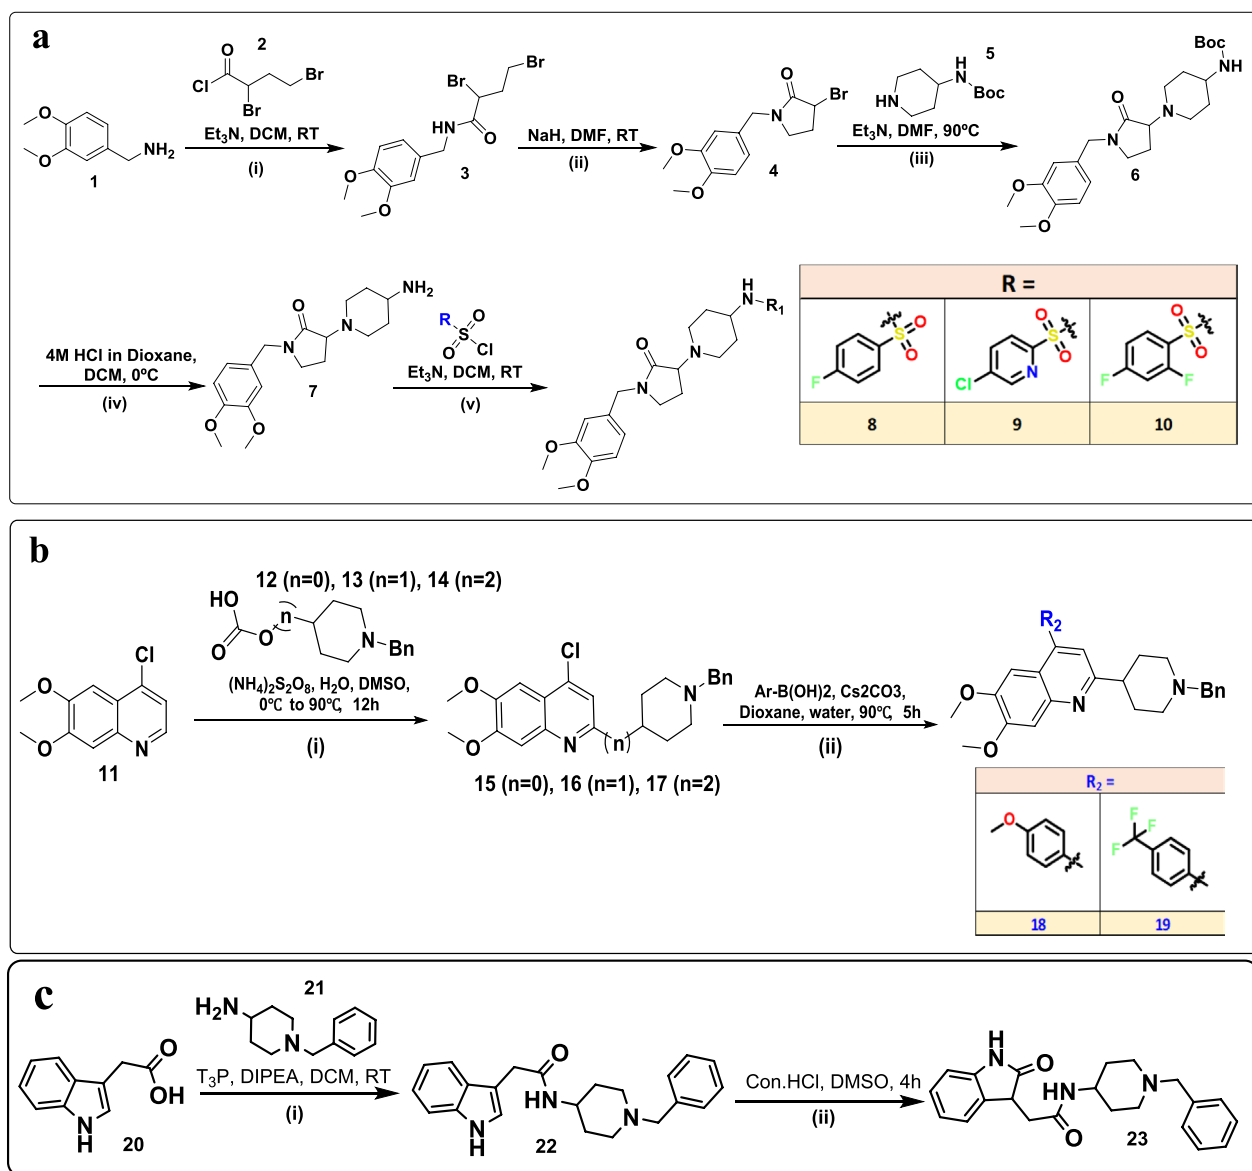 a
2
O
Cl
Br
Br
O
O
NH2
1
Et3N, DCM, RT
(i)
Br
Br
HN
O
O
O
3
NaH, DMF, RT
(ii)
O
Br
N
O
O
4
5
HN
H
N
Boc
Et3N, DMF, 90ºC
(iii)
Boc
NH
O
N
N
O
O
6
4M HCl in Dioxane,
DCM, 0ºC
(iv)
NH2
O
N
N
O
O
7
R
O
S
O
Cl
Et3N, DCM, RT
(v)
H
N
R1
O
N
N
O
O
R =
F
S
O
O
Cl
N
S
O
O
F
F
S
O
O
8
9
10
b
12 (n=0), 13 (n=1), 14 (n=2)
HO
O
O
n
N
Bn
Cl
O
O
N
11
(NH4)2S2O8, H2O, DMSO,
0℃ to 90℃, 12h
(i)
Cl
O
O
N
(n)
N
Bn
15 (n=0), 16 (n=1), 17 (n=2)
Ar-B(OH)2, Cs2CO3,
Dioxane, water, 90℃, 5h
(ii)
R2
O
O
N
N
Bn
R2 =
O
F
F
F
18
19
c
O
OH
N
H
20
H2N
21
N
T3P, DIPEA, DCM, RT
(i)
O
HN
N
N
H
22
Con.HCl, DMSO, 4h
(ii)
H
N
O
H
N
O
N
23